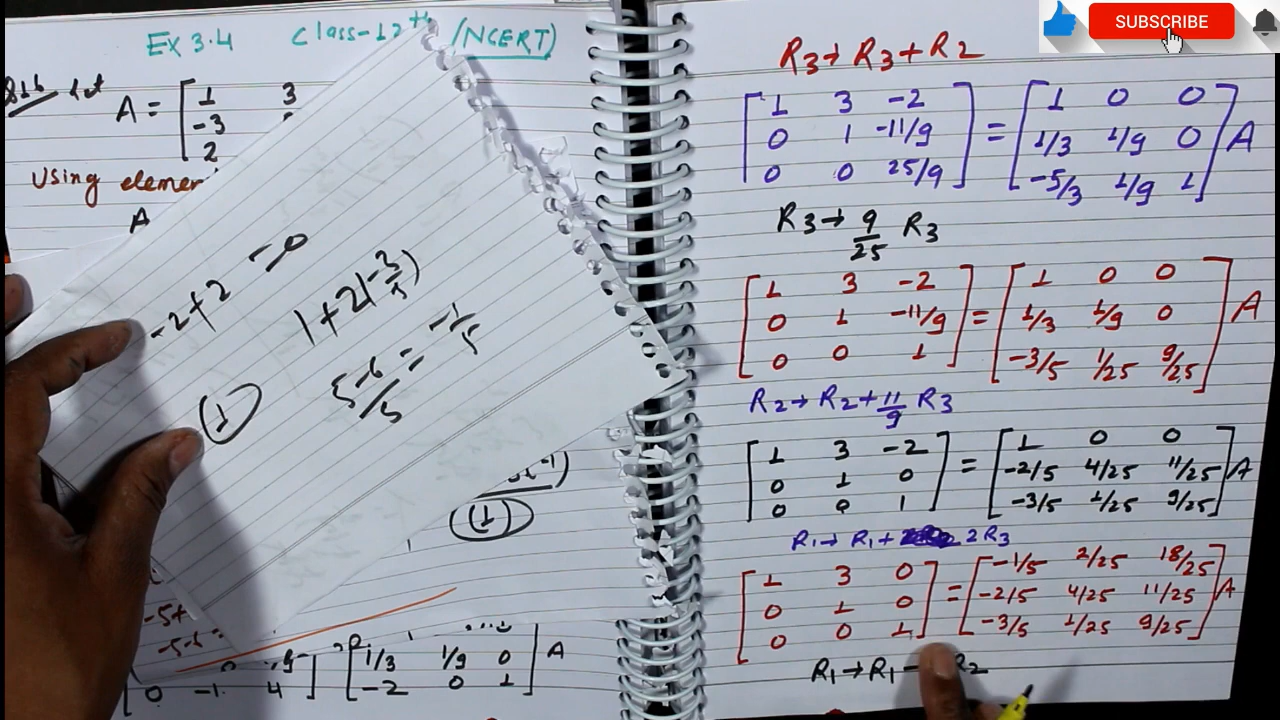 Ex 3.4 Class-12th (NCERT)
Let
A = [ 1 3
-3
2
Using elemen
A
-2+2 = 0
1+2(-3/5)
5-6/5 = -1/5
(1)
(1)
-5+
-5
0 -1 4 ] [ 1/3 1/9 0
-2 0 1 ] A
SUBSCRIBE
R3 → R3 + R2
[ 1 3 -2 ] = [ 1 0 0 ]
[ 0 1 -11/9 ] [ 1/3 1/9 0 ] A
[ 0 0 25/9 ] [ -5/3 1/9 1 ]
R3 → 9/25 R3
[ 1 3 -2 ] = [ 1 0 0 ]
[ 0 1 -11/9 ] [ 1/3 1/9 0 ] A
[ 0 0 1 ] [ -3/5 1/25 9/25 ]
R2 → R2 + 11/9 R3
[ 1 3 -2 ] = [ 1 0 0 ]
[ 0 1 0 ] [ -2/5 4/25 11/25 ] A
[ 0 0 1 ] [ -3/5 1/25 9/25 ]
R1 → R1 + 2R3
[ 1 3 0 ] = [ -1/5 2/25 18/25 ]
[ 0 1 0 ] [ -2/5 4/25 11/25 ] A
[ 0 0 1 ] [ -3/5 1/25 9/25 ]
R1 → R1 - R2